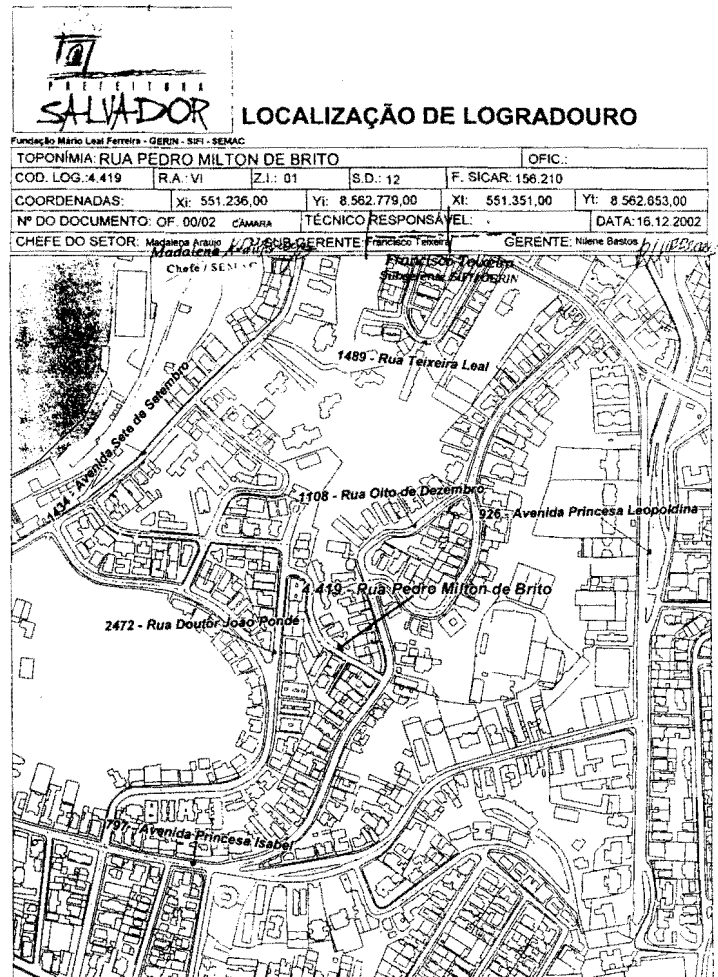 PREFEITURA
SALVADOR
LOCALIZAÇÃO DE LOGRADOURO
Fundação Mário Leal Ferreira - GERIN - SIFI - SEMAC
TOPONÍMIA: RUA PEDRO MILTON DE BRITO OFIC.:
COD. LOG.:4.419 R.A.: VI Z.I.: 01 S.D.: 12 F. SICAR: 156.210
COORDENADAS: Xi: 551.236,00 Yi: 8.562.779,00 XI: 551.351,00 Yf: 8.562.653,00
Nº DO DOCUMENTO: OF. 00/02 CÂMARA TÉCNICO RESPONSÁVEL: DATA: 16.12.2002
CHEFE DO SETOR: Madalena Araujo SUB-GERENTE: Francisco Teixeira GERENTE: Nilene Bastos
Madalena
Chefe / SEMAC
Francisco Teixeira
Subgerente SIFI/GERIN
1489 - Rua Teixeira Leal
1434 - Avenida Sete de Setembro
1108 - Rua Oito de Dezembro
926 - Avenida Princesa Leopoldina
4.419 - Rua Pedro Milton de Brito
2472 - Rua Doutor João Pondé
797 - Avenida Princesa Isabel